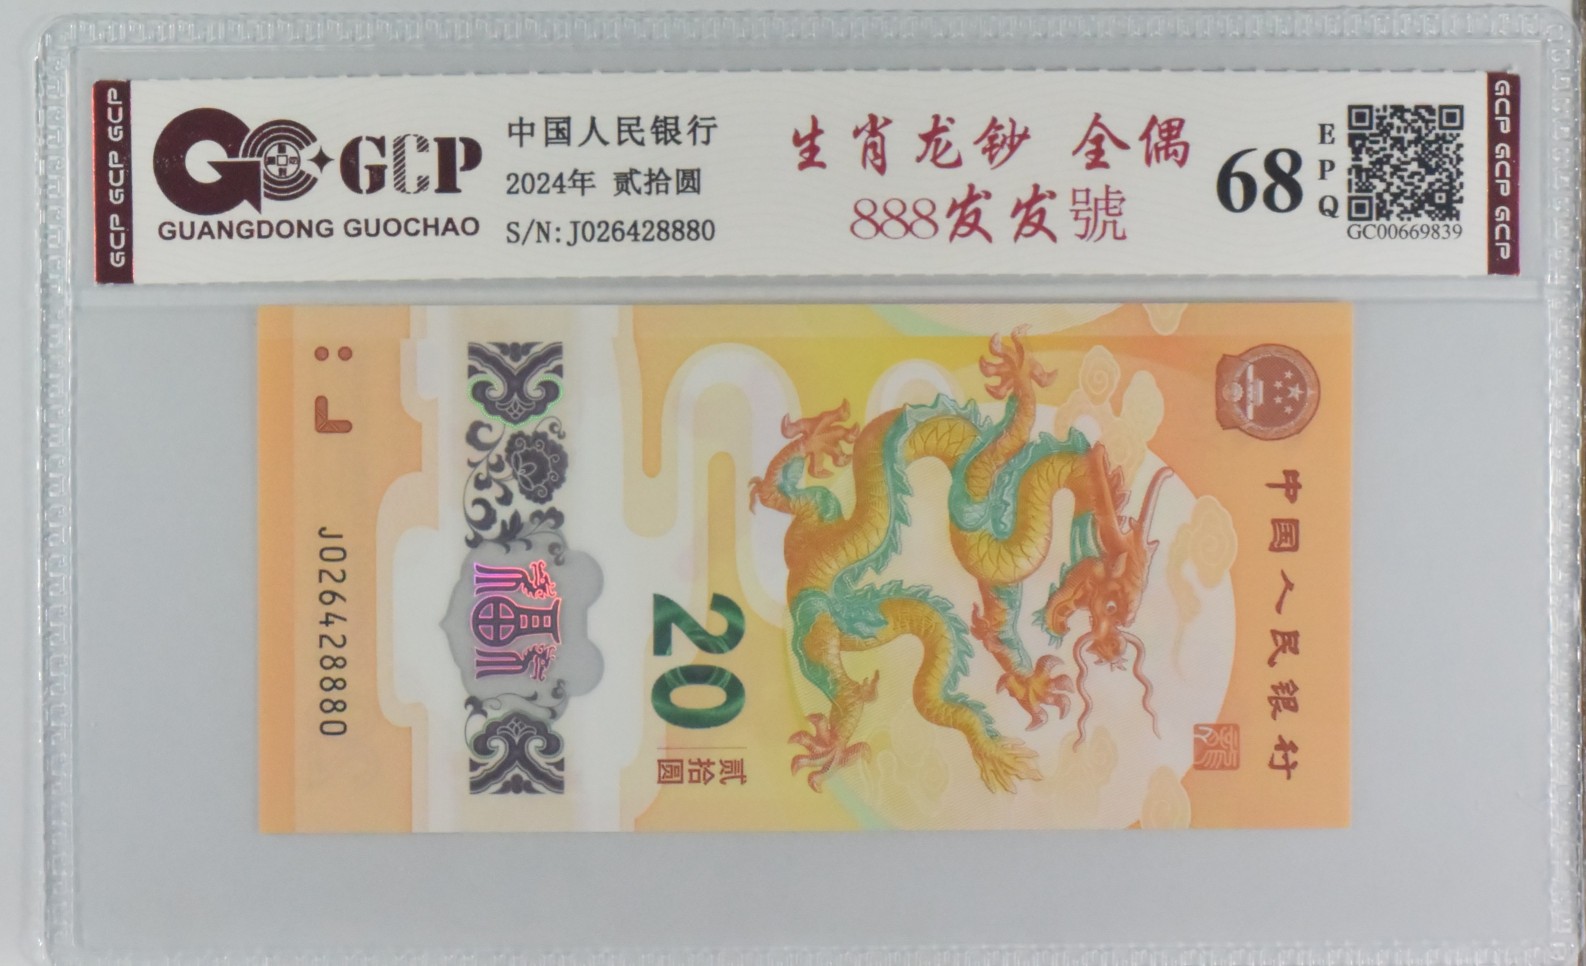 GCP GCP GCP
GCP
GUANGDONG GUOCHAO
中国人民银行
2024年 贰拾圆
S/N:J026428880
生肖龙钞 全偶
888发发號
68
EPQ
GC00669839
GCP GCP GCP
中国人民银行
20
贰拾圆
J026428880